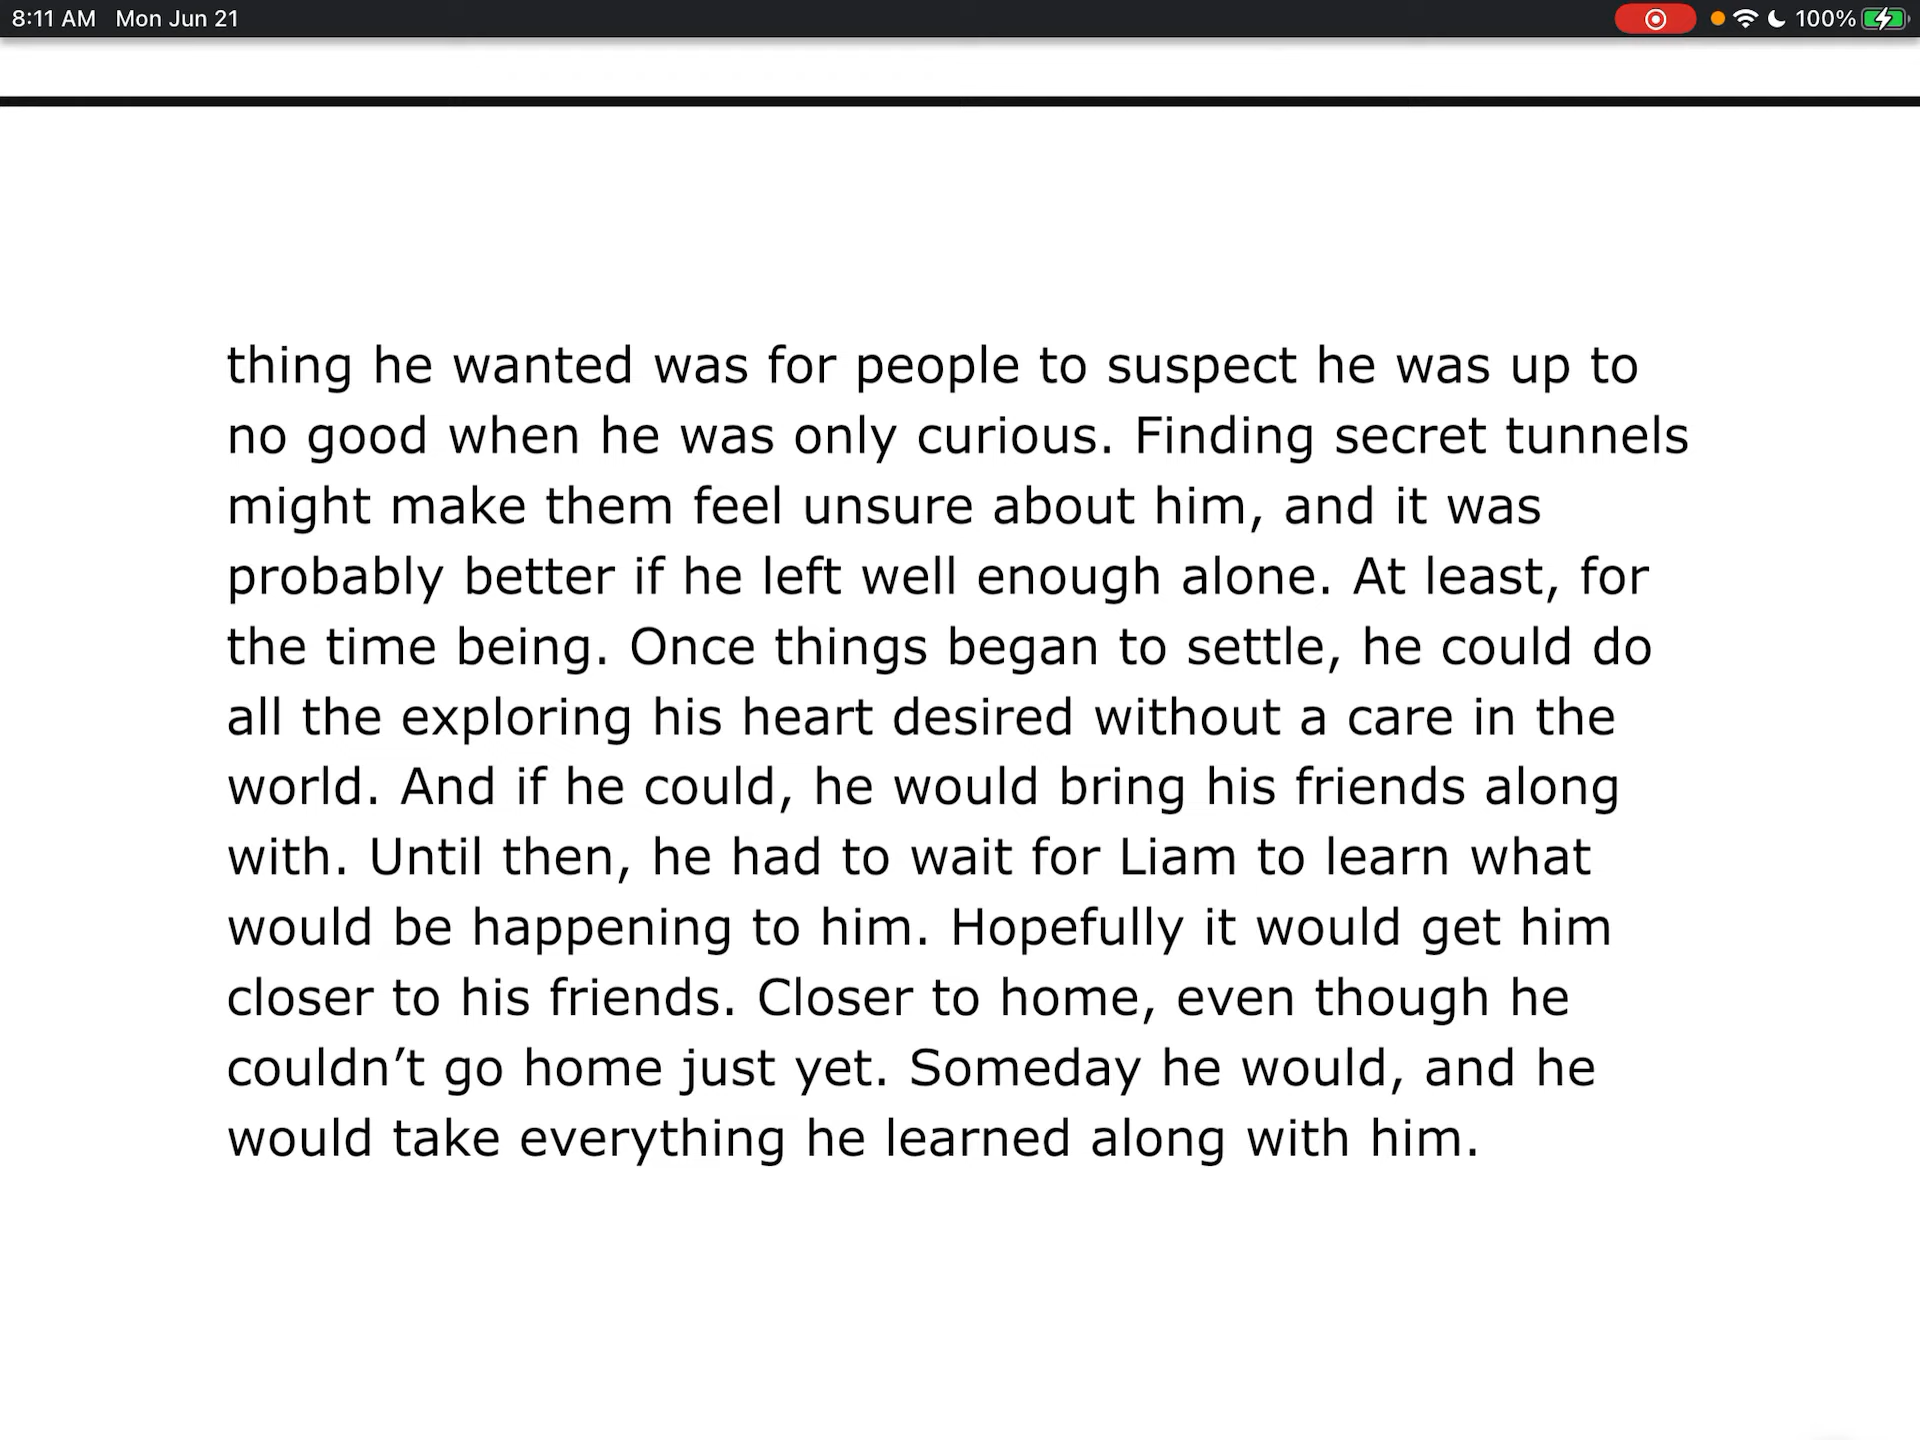 8:11 AM Mon Jun 21 100%
thing he wanted was for people to suspect he was up to
no good when he was only curious. Finding secret tunnels
might make them feel unsure about him, and it was
probably better if he left well enough alone. At least, for
the time being. Once things began to settle, he could do
all the exploring his heart desired without a care in the
world. And if he could, he would bring his friends along
with. Until then, he had to wait for Liam to learn what
would be happening to him. Hopefully it would get him
closer to his friends. Closer to home, even though he
couldn’t go home just yet. Someday he would, and he
would take everything he learned along with him.